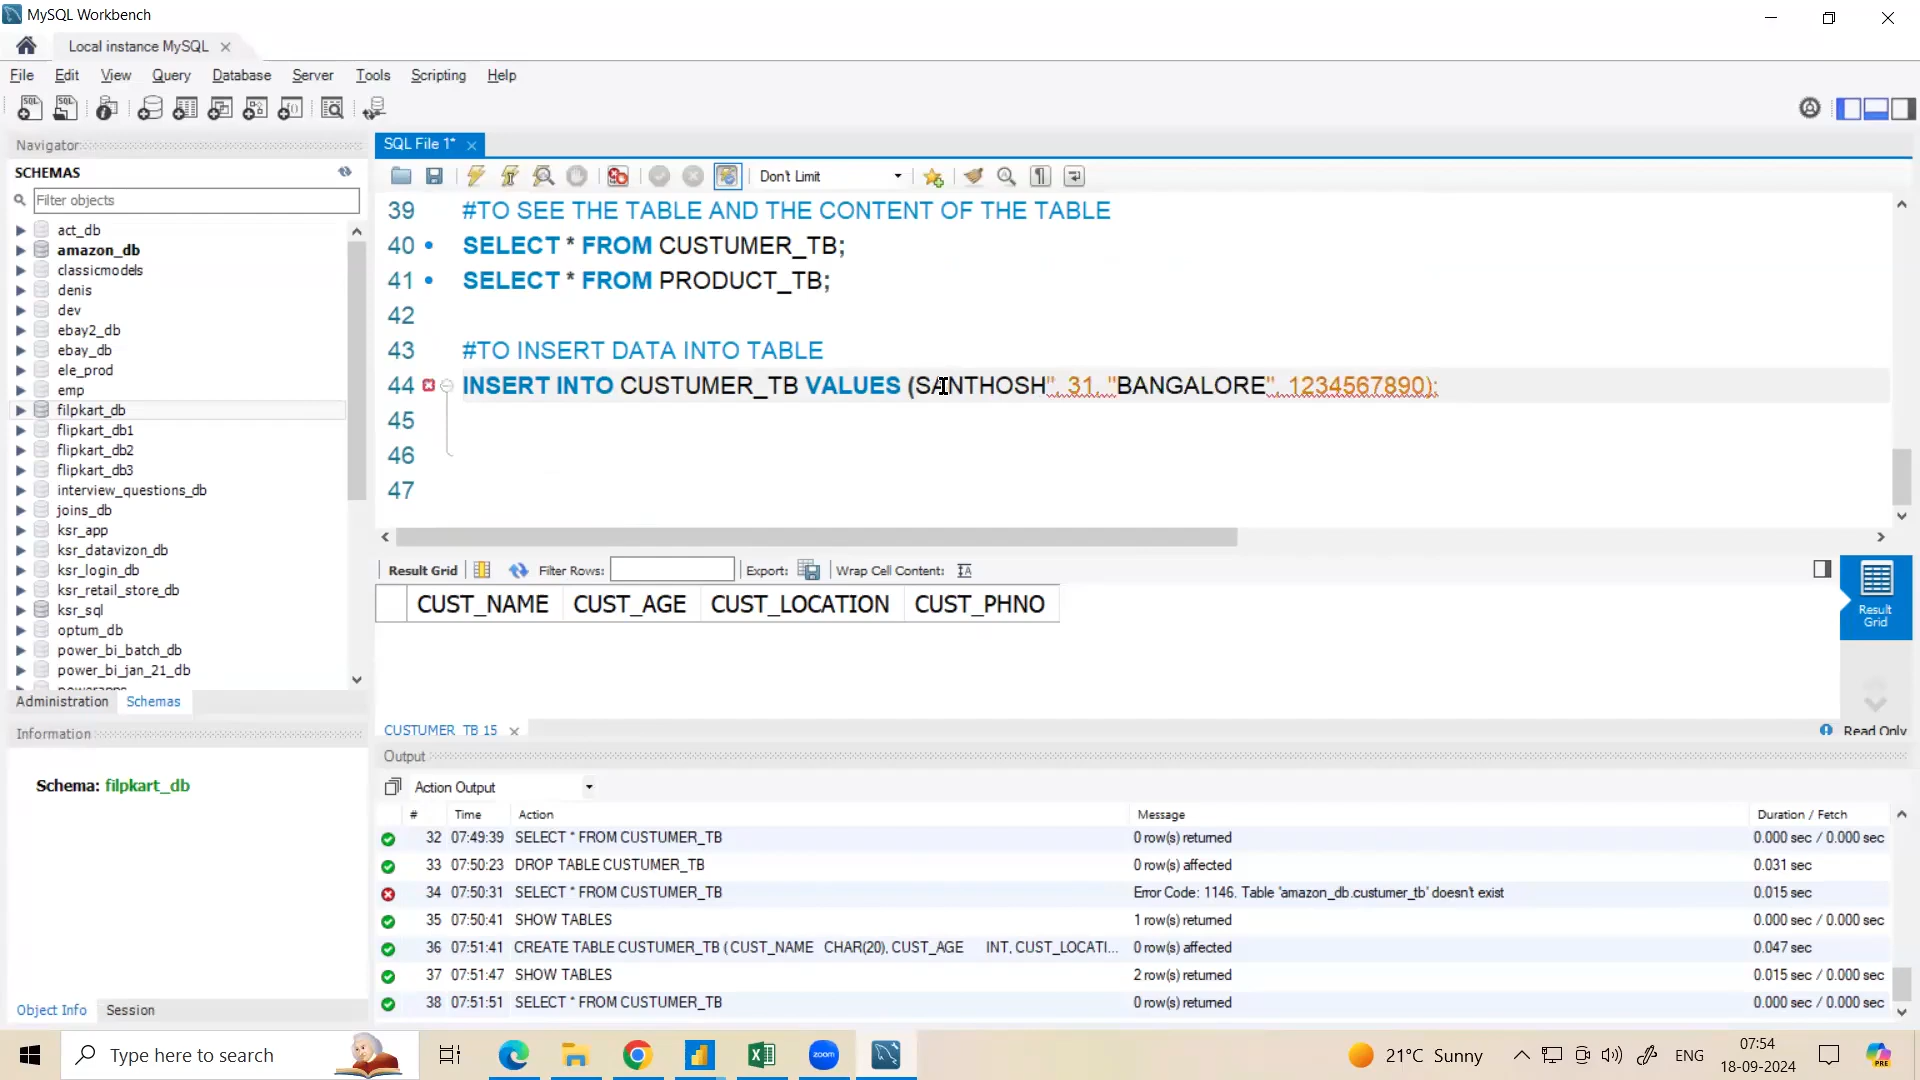 MySQL Workbench
Local instance MySQL
File Edit View Query Database Server Tools Scripting Help
Navigator
SCHEMAS
Filter objects
act_db
amazon_db
classicmodels
denis
dev
ebay2_db
ebay_db
ele_prod
emp
filpkart_db
flipkart_db1
flipkart_db2
flipkart_db3
interview_questions_db
joins_db
ksr_app
ksr_datavizon_db
ksr_login_db
ksr_retail_store_db
ksr_sql
optum_db
power_bi_batch_db
power_bi_jan_21_db
Administration Schemas
Information
Schema: filpkart_db
Object Info Session
SQL File 1*
Don't Limit
39 #TO SEE THE TABLE AND THE CONTENT OF THE TABLE
40 SELECT * FROM CUSTUMER_TB;
41 SELECT * FROM PRODUCT_TB;
42
43 #TO INSERT DATA INTO TABLE
44 INSERT INTO CUSTUMER_TB VALUES (SANTHOSH", 31, "BANGALORE", 1234567890);
45
46
47
Result Grid Filter Rows: Export: Wrap Cell Content:
CUST_NAME CUST_AGE CUST_LOCATION CUST_PHNO
Result Grid
CUSTUMER_TB 15
Read Only
Output
Action Output
# Time Action Message Duration / Fetch
32 07:49:39 SELECT * FROM CUSTUMER_TB 0 row(s) returned 0.000 sec / 0.000 sec
33 07:50:23 DROP TABLE CUSTUMER_TB 0 row(s) affected 0.031 sec
34 07:50:31 SELECT * FROM CUSTUMER_TB Error Code: 1146. Table 'amazon_db.custumer_tb' doesn't exist 0.015 sec
35 07:50:41 SHOW TABLES 1 row(s) returned 0.000 sec / 0.000 sec
36 07:51:41 CREATE TABLE CUSTUMER_TB ( CUST_NAME CHAR(20), CUST_AGE INT, CUST_LOCATI... 0 row(s) affected 0.047 sec
37 07:51:47 SHOW TABLES 2 row(s) returned 0.015 sec / 0.000 sec
38 07:51:51 SELECT * FROM CUSTUMER_TB 0 row(s) returned 0.000 sec / 0.000 sec
Type here to search
zoom
21°C Sunny
ENG
07:54
18-09-2024
PRE